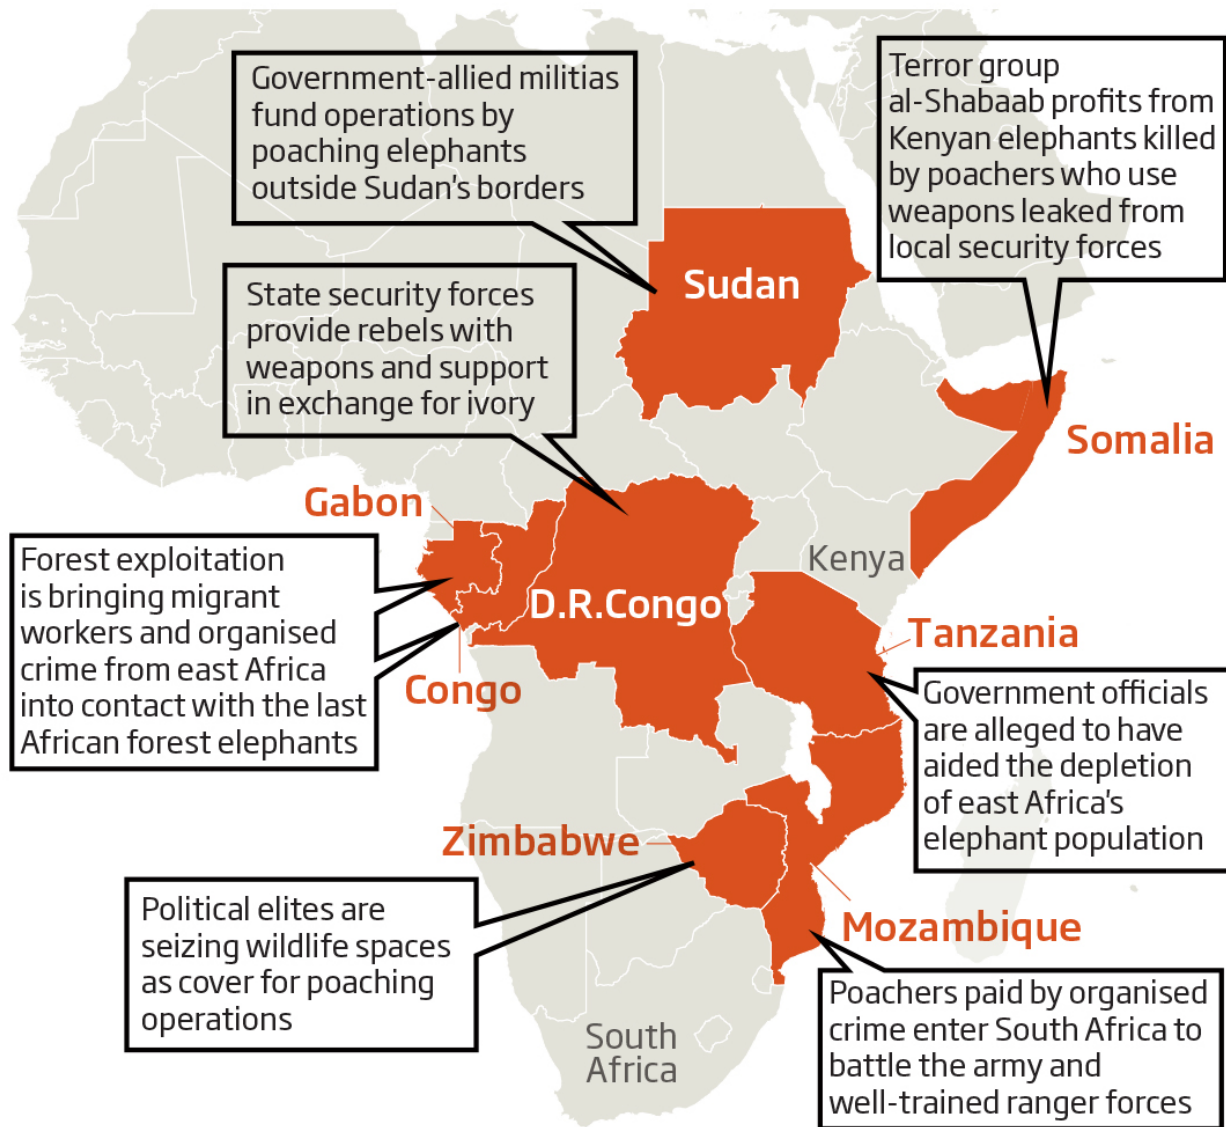 Government-allied militias
fund operations by
poaching elephants
outside Sudan's borders
Terror group
al-Shabaab profits from
Kenyan elephants killed
by poachers who use
weapons leaked from
local security forces
Sudan
State security forces
provide rebels with
weapons and support
in exchange for ivory
Somalia
Gabon
Kenya
Forest exploitation
is bringing migrant
workers and organised
crime from east Africa
into contact with the last
African forest elephants
D.R.Congo
Tanzania
Congo
Government officials
are alleged to have
aided the depletion
of east Africa's
elephant population
Zimbabwe
Political elites are
seizing wildlife spaces
as cover for poaching
operations
Mozambique
Poachers paid by organised
crime enter South Africa to
battle the army and
well-trained ranger forces
South
Africa